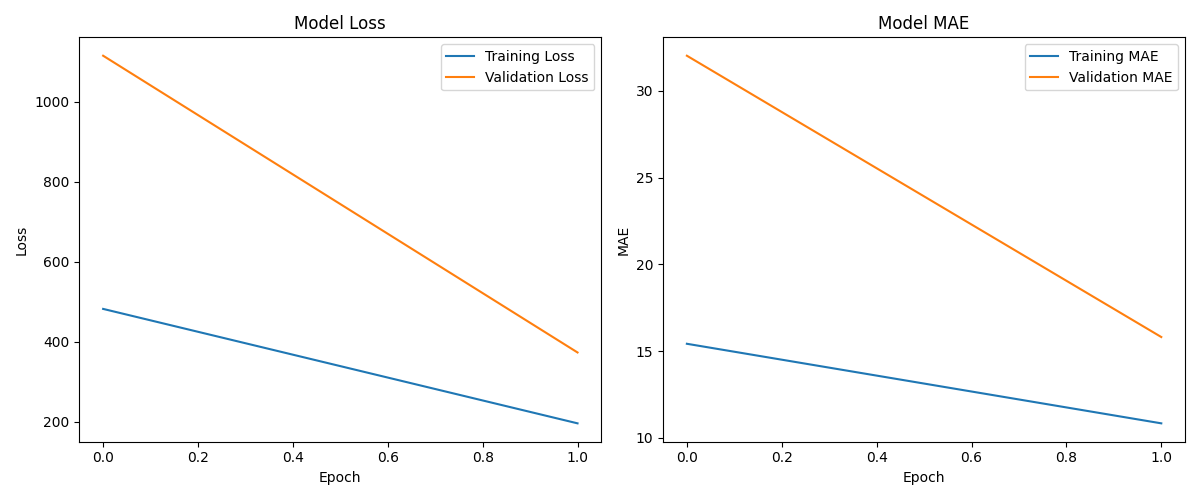 Model Loss
Training Loss
Validation Loss
1000
800
600
400
200
Loss
0.0 0.2 0.4 0.6 0.8 1.0
Epoch
Model MAE
Training MAE
Validation MAE
30
25
20
15
10
MAE
0.0 0.2 0.4 0.6 0.8 1.0
Epoch